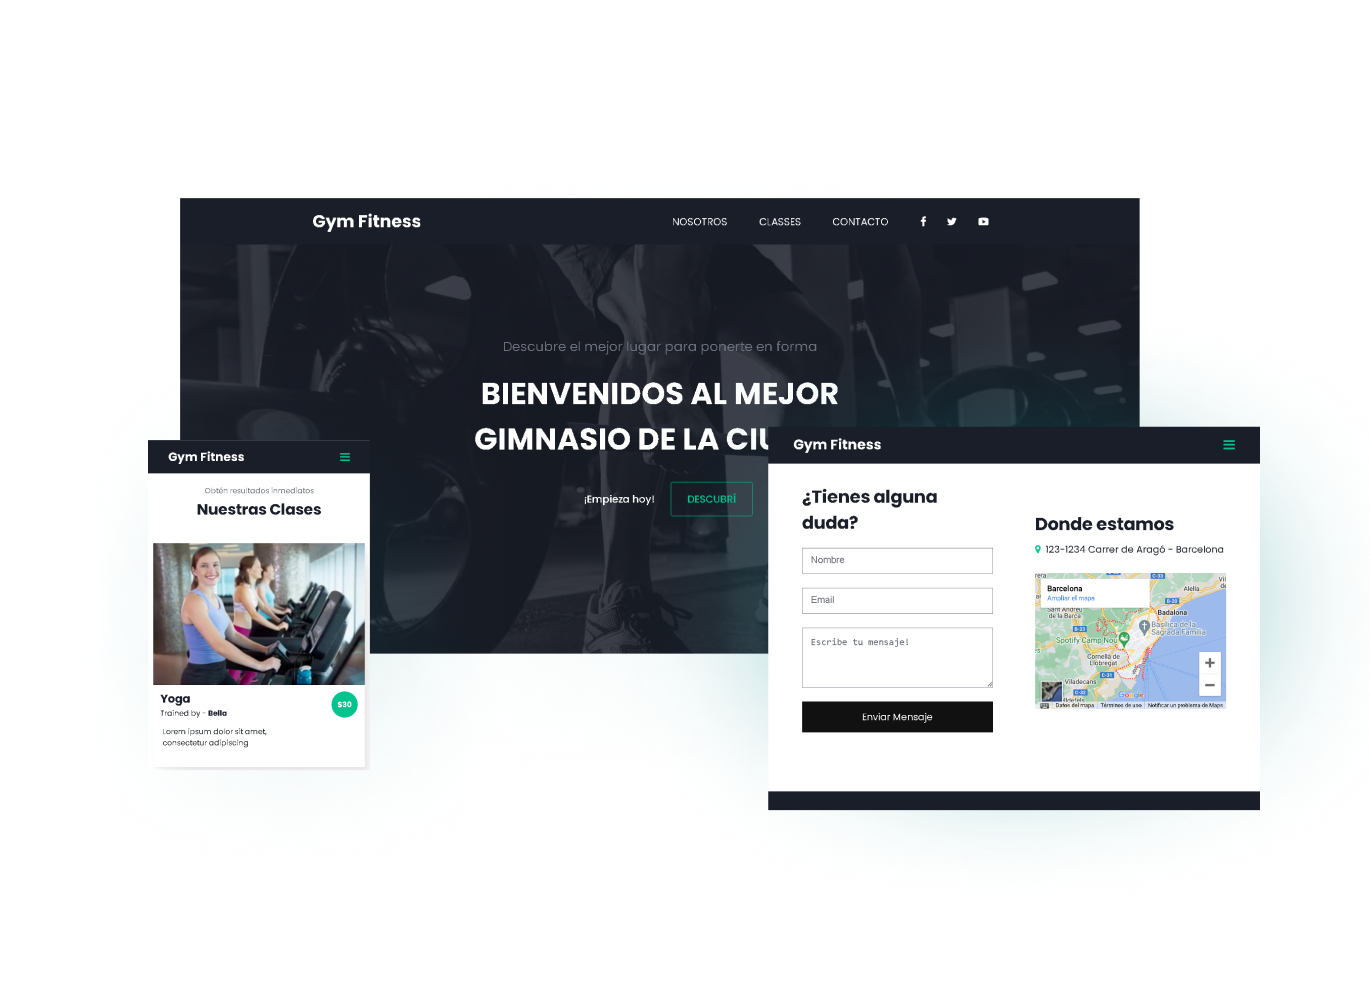 Gym Fitness
NOSOTROS
CLASSES
CONTACTO
Descubre el mejor lugar para ponerte en forma
BIENVENIDOS AL MEJOR
GIMNASIO DE LA
¡Empieza hoy!
DESCUBRÍ
Gym Fitness
Obtén resultados inmediatos
Nuestras Clases
Yoga
$30
Trained by - Bella
Lorem ipsum dolor sit amet,
consectetur adipiscing
Gym Fitness
¿Tienes alguna
duda?
Nombre
Email
Escribe tu mensaje!
Enviar Mensaje
Donde estamos
123-1234 Carrer de Aragó - Barcelona
Barcelona
Ampliar el mapa
C-33
Alella
B-20
Badalona
Sant Andreu
de la Barca
B-23
Basílica de la
Sagrada Familia
Spotify Camp Nou
Cornellà de
Llobregat
C-31
Viladecans
C-32
Google
Datos del mapa
Términos de uso
Notificar un problema de Maps